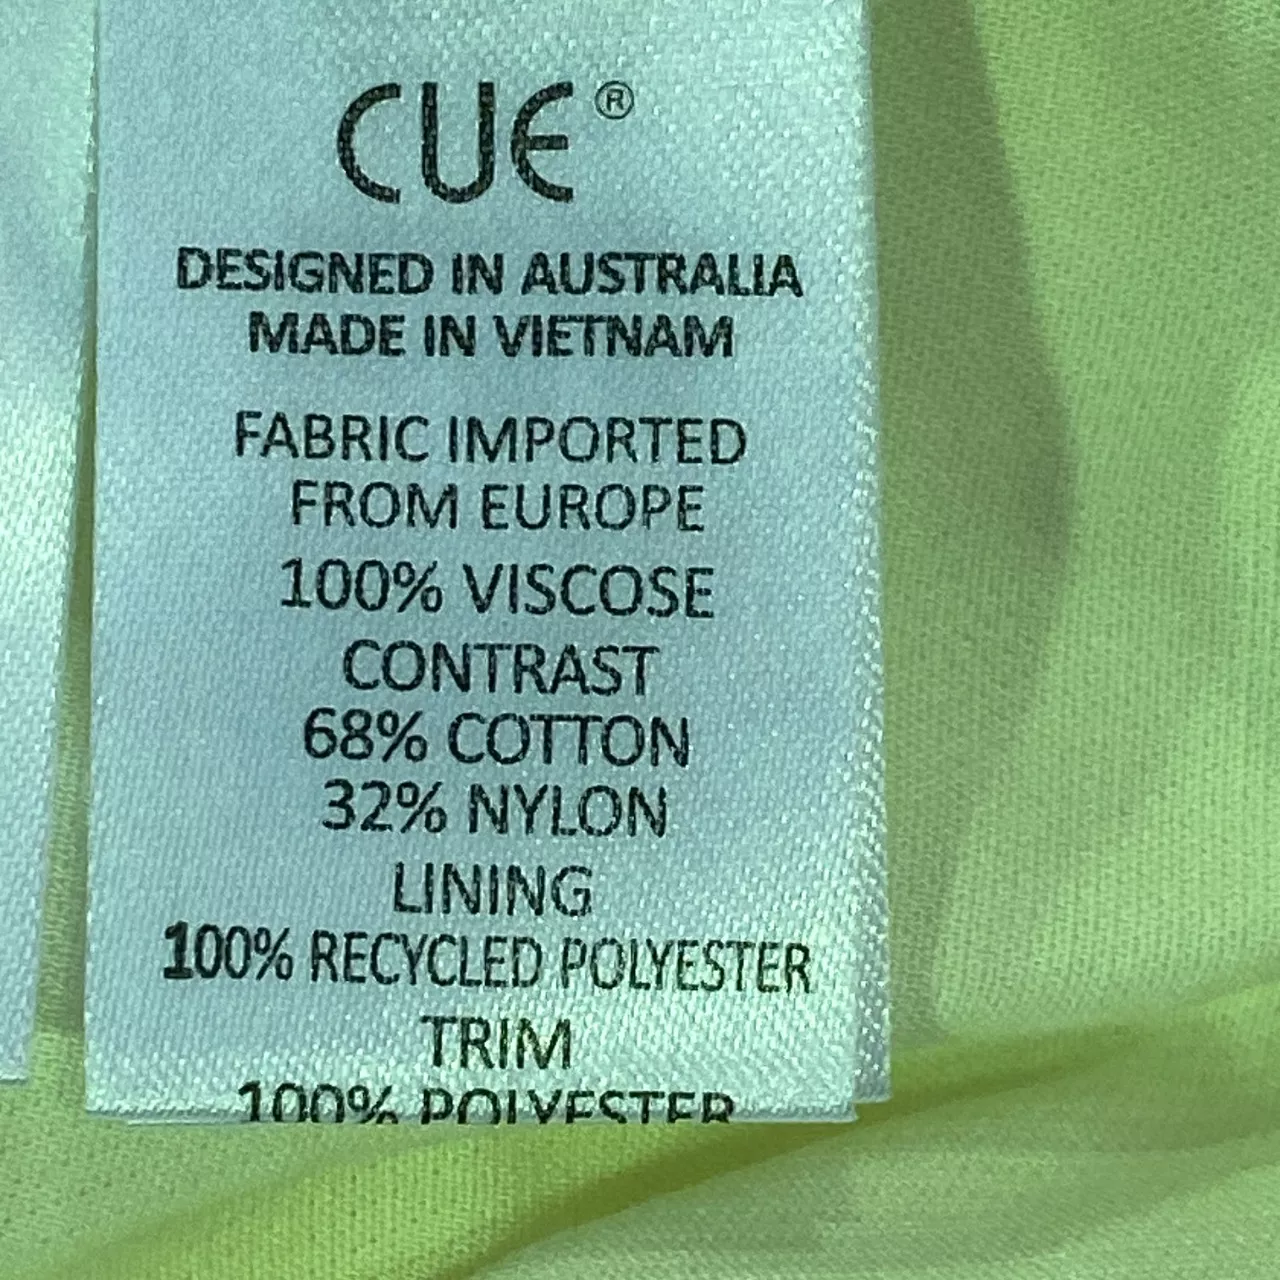 CUE®
DESIGNED IN AUSTRALIA
MADE IN VIETNAM
FABRIC IMPORTED
FROM EUROPE
100% VISCOSE
CONTRAST
68% COTTON
32% NYLON
LINING
100% RECYCLED POLYESTER
TRIM
100% POLYESTER